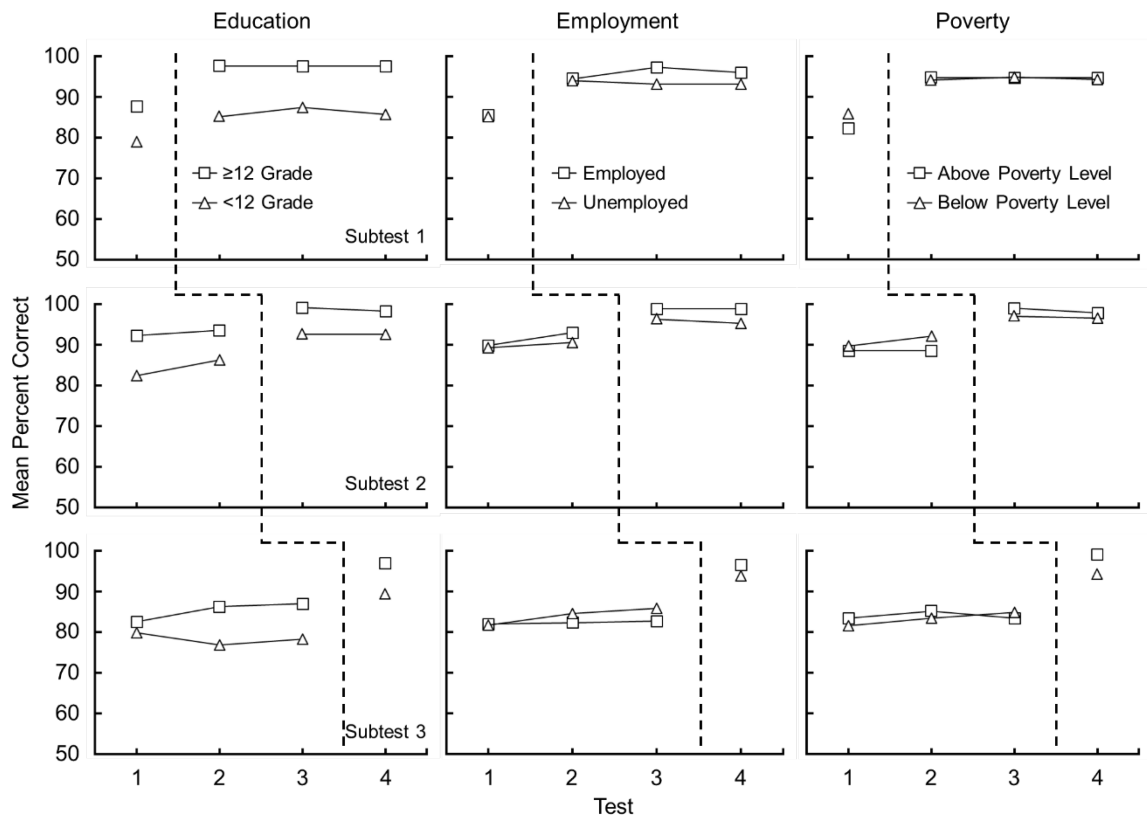 Education
Employment
Poverty
100
90
80
70
60
50
≥12 Grade
<12 Grade
Subtest 1
Employed
Unemployed
Above Poverty Level
Below Poverty Level
Mean Percent Correct
100
90
80
70
60
50
Subtest 2
100
90
80
70
60
50
Subtest 3
1 2 3 4
1 2 3 4
1 2 3 4
Test